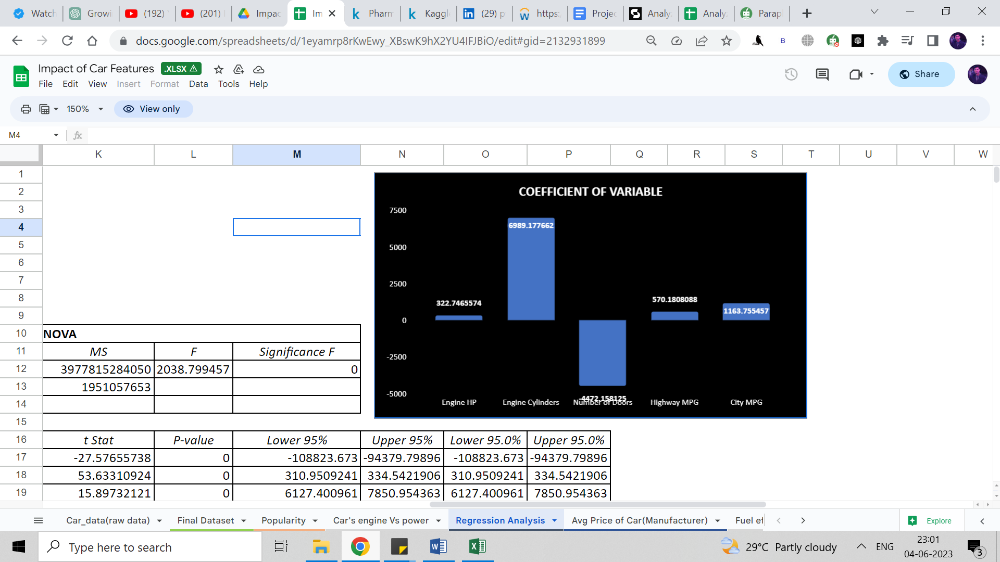 Watch
Growi
(192)
(201)
Impac
Im
Pharm
Kaggl
(29) p
https:
Projec
Analy
Analy
Parap
docs.google.com/spreadsheets/d/1eyamrp8rKwEwy_XBswK9hX2YU4IFJBiO/edit#gid=2132931899
B
Impact of Car Features .XLSX
File Edit View Insert Format Data Tools Help
Share
150% View only
M4 fx
K L M N O P Q R S T U V W
1
2
3
4
5
6
7
8
9
COEFFICIENT OF VARIABLE
7500
5000
2500
0
-2500
-5000
322.7465574
6989.177662
-4472.158125
570.1808088
1163.755457
Engine HP Engine Cylinders Number of Doors Highway MPG City MPG
10 NOVA
11 MS F Significance F
12 3977815284050 2038.799457 0
13 1951057653
14
15
16 t Stat P-value Lower 95% Upper 95% Lower 95.0% Upper 95.0%
17 -27.57655738 0 -108823.673 -94379.79896 -108823.673 -94379.79896
18 53.63310924 0 310.9509241 334.5421906 310.9509241 334.5421906
19 15.89732121 0 6127.400961 7850.954363 6127.400961 7850.954363
Car_data(raw data) Final Dataset Popularity Car's engine Vs power Regression Analysis Avg Price of Car(Manufacturer) Fuel ef Explore
Type here to search
29°C Partly cloudy ENG
23:01
04-06-2023
3